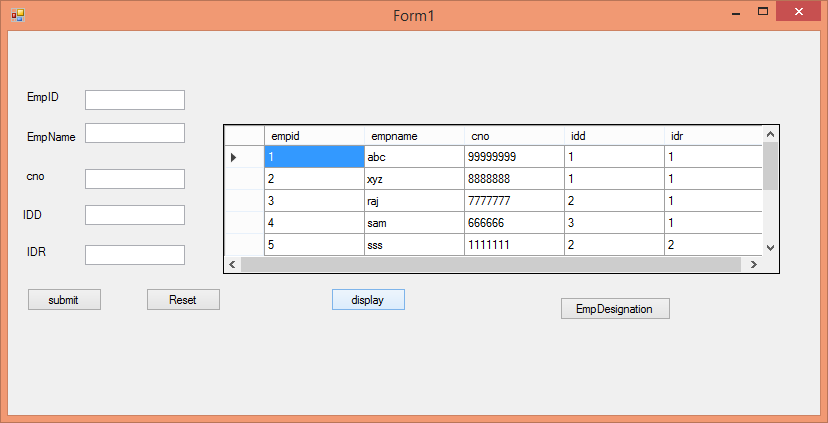 Form1
EmpID
EmpName
cno
IDD
IDR
empid empname cno idd idr
1 abc 99999999 1 1
2 xyz 8888888 1 1
3 raj 7777777 2 1
4 sam 666666 3 1
5 sss 1111111 2 2
submit Reset display EmpDesignation